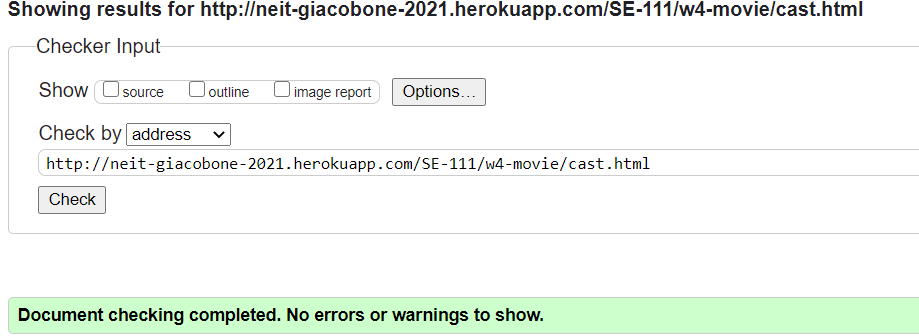 Showing results for http://neit-giacobone-2021.herokuapp.com/SE-111/w4-movie/cast.html
Checker Input
Show source outline image report Options...
Check by address
http://neit-giacobone-2021.herokuapp.com/SE-111/w4-movie/cast.html
Check
Document checking completed. No errors or warnings to show.